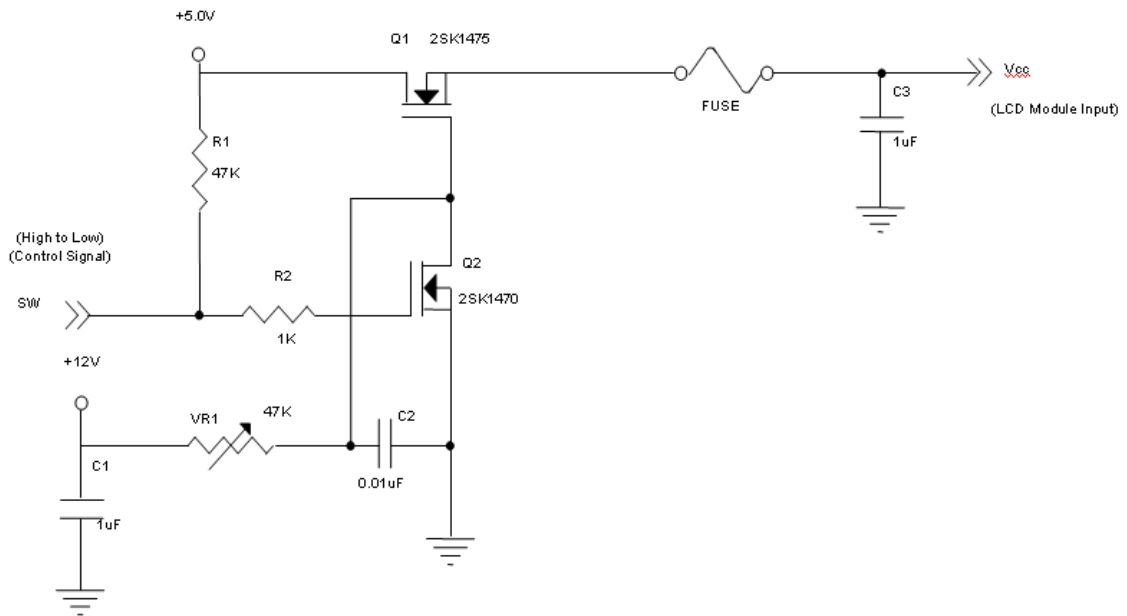 +5.0V
Q1 2SK1475
Vcc
FUSE
C3
(LCD Module Input)
1uF
R1
47K
(High to Low)
(Control Signal)
SW
R2
1K
Q2
2SK1470
+12V
VR1
47K
C2
0.01uF
C1
1uF